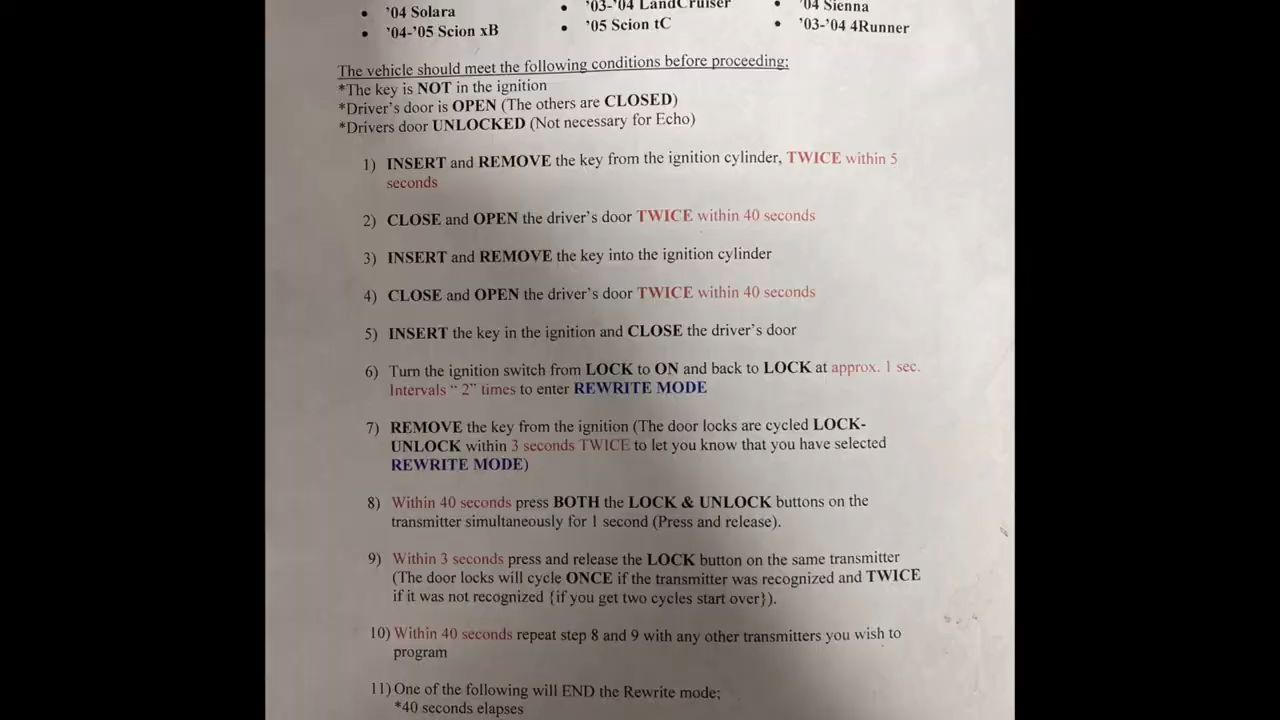 • '04 Solara • '03-'04 LandCruiser • '04 Sienna
• '04-'05 Scion xB • '05 Scion tC • '03-'04 4Runner
The vehicle should meet the following conditions before proceeding;
*The key is NOT in the ignition
*Driver's door is OPEN (The others are CLOSED)
*Drivers door UNLOCKED (Not necessary for Echo)
1) INSERT and REMOVE the key from the ignition cylinder, TWICE within 5
seconds
2) CLOSE and OPEN the driver's door TWICE within 40 seconds
3) INSERT and REMOVE the key into the ignition cylinder
4) CLOSE and OPEN the driver's door TWICE within 40 seconds
5) INSERT the key in the ignition and CLOSE the driver's door
6) Turn the ignition switch from LOCK to ON and back to LOCK at approx. 1 sec.
Intervals “ 2” times to enter REWRITE MODE
7) REMOVE the key from the ignition (The door locks are cycled LOCK-
UNLOCK within 3 seconds TWICE to let you know that you have selected
REWRITE MODE)
8) Within 40 seconds press BOTH the LOCK & UNLOCK buttons on the
transmitter simultaneously for 1 second (Press and release).
9) Within 3 seconds press and release the LOCK button on the same transmitter
(The door locks will cycle ONCE if the transmitter was recognized and TWICE
if it was not recognized {if you get two cycles start over}).
10) Within 40 seconds repeat step 8 and 9 with any other transmitters you wish to
program
11) One of the following will END the Rewrite mode;
*40 seconds elapses